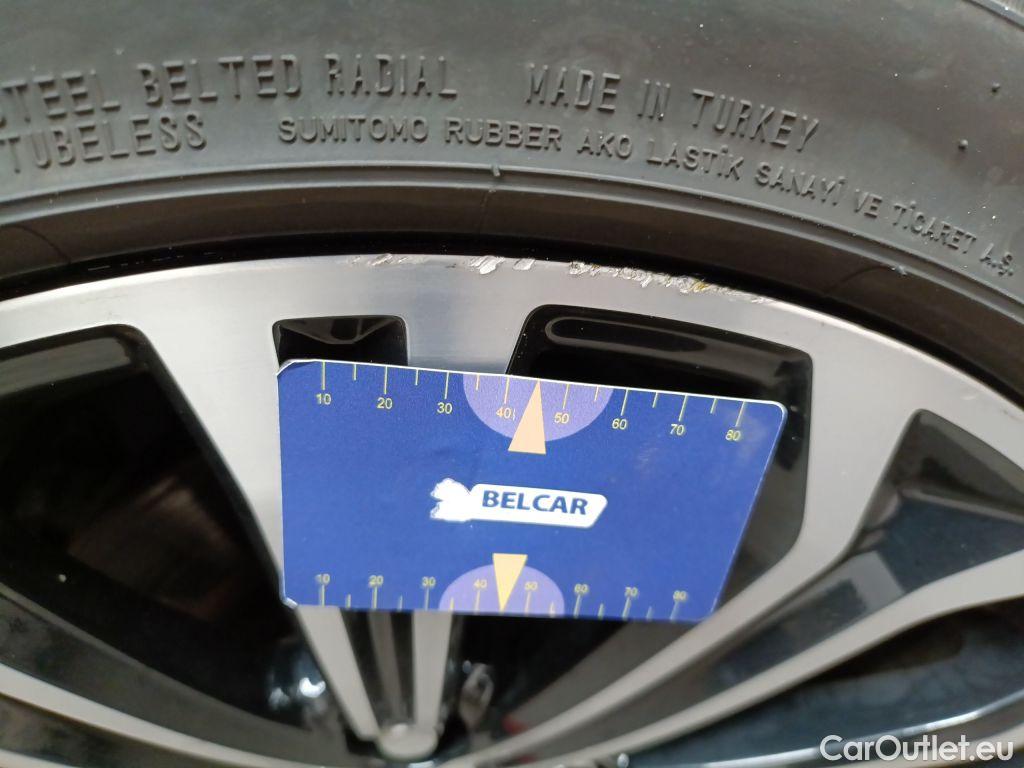 STEEL BELTED RADIAL MADE IN TURKEY
TUBELESS SUMITOMO RUBBER AKO LASTİK SANAYİ VE TİCARET A.Ş.
10 20 30 40 50 60 70 80
BELCAR
10 20 30 40 50 60 70 80
CarOutlet.eu